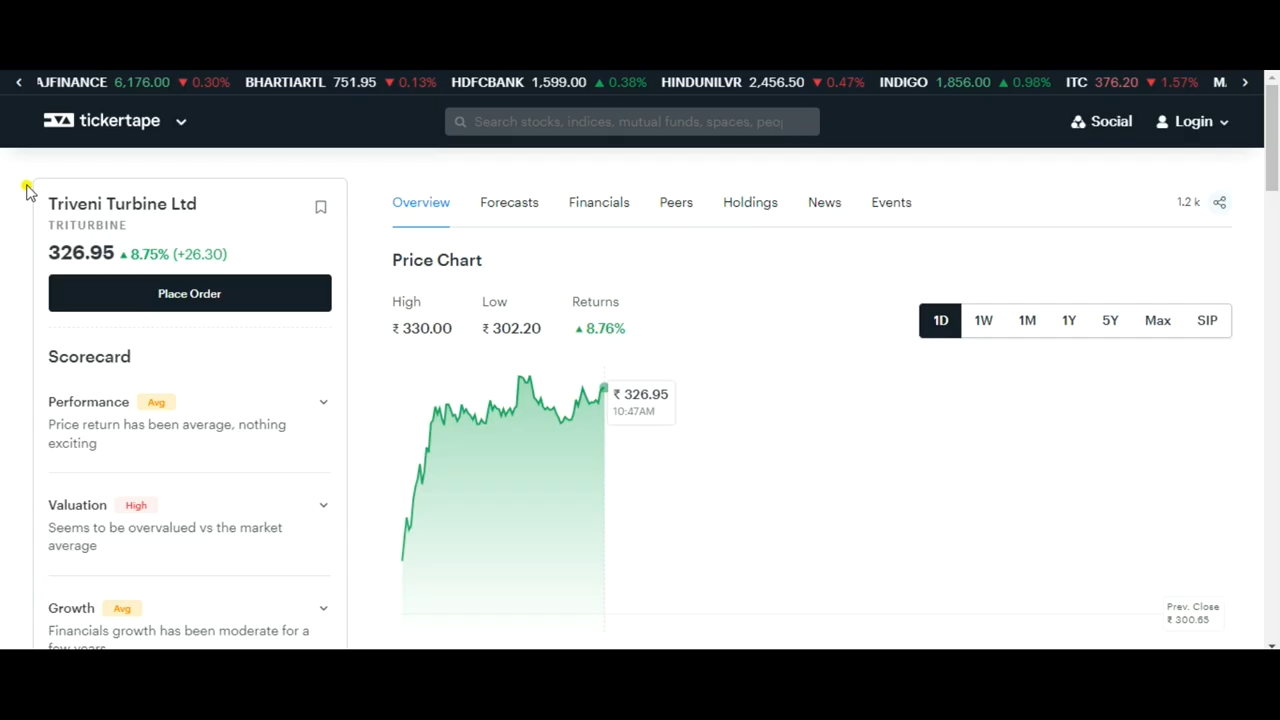 AJFINANCE 6,176.00 ▼ 0.30% BHARTIARTL 751.95 ▼ 0.13% HDFCBANK 1,599.00 ▲ 0.38% HINDUNILVR 2,456.50 ▼ 0.47% INDIGO 1,856.00 ▲ 0.98% ITC 376.20 ▼ 1.57% M.
tickertape
Search stocks, indices, mutual funds, spaces, peo
Social Login
Triveni Turbine Ltd
TRITURBINE
326.95 ▲ 8.75% (+26.30)
Place Order
Scorecard
Performance Avg
Price return has been average, nothing
exciting
Valuation High
Seems to be overvalued vs the market
average
Growth Avg
Financials growth has been moderate for a
few years
Overview Forecasts Financials Peers Holdings News Events
1.2 k
Price Chart
High Low Returns
₹ 330.00 ₹ 302.20 ▲ 8.76%
1D 1W 1M 1Y 5Y Max SIP
₹ 326.95
10:47AM
Prev. Close
₹ 300.65